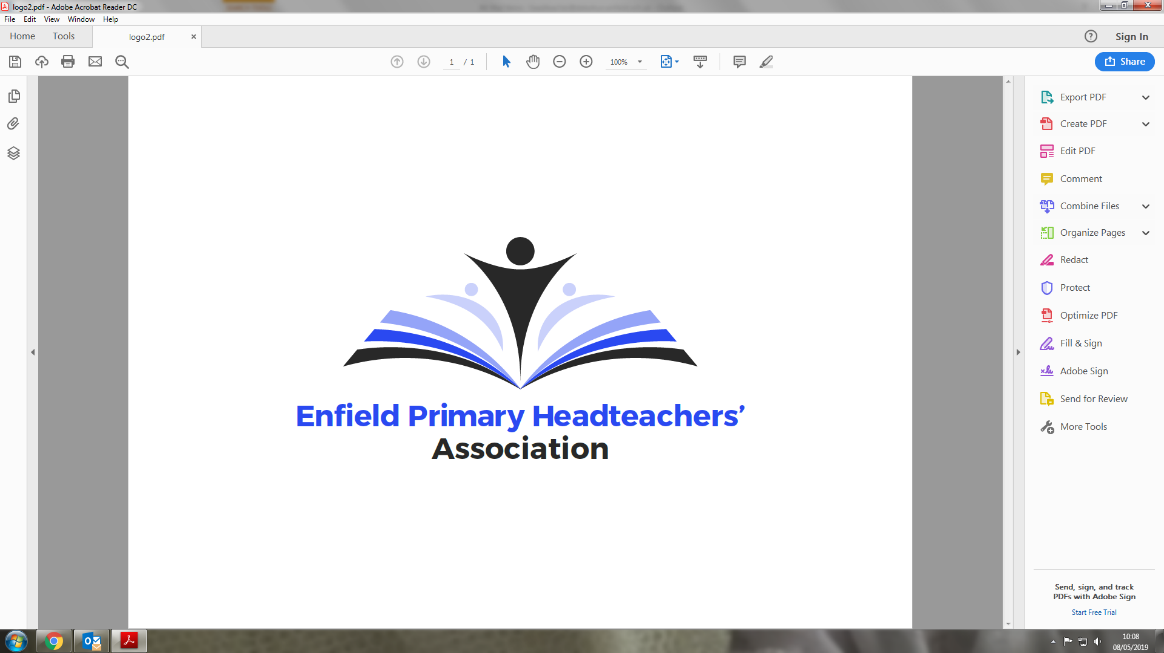 logo2.pdf - Adobe Acrobat Reader DC
File Edit View Window Help
Home Tools logo2.pdf × Sign In
1 / 1 100% Share
Export PDF
Create PDF
Edit PDF
Comment
Combine Files
Organize Pages
Redact
Protect
Optimize PDF
Fill & Sign
Adobe Sign
Send for Review
More Tools
Enfield Primary Headteachers’
Association
Send, sign, and track
PDFs with Adobe Sign
Start Free Trial
10:08
08/05/2019